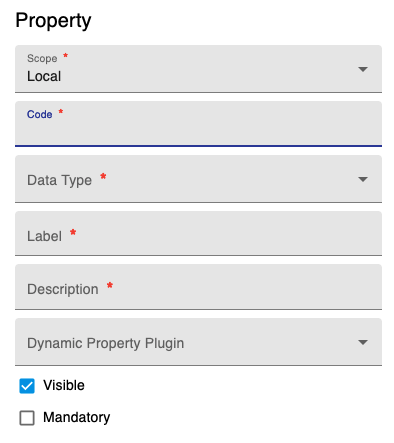 Property
Scope *
Local
Code *
Data Type *
Label *
Description *
Dynamic Property Plugin
Visible
Mandatory